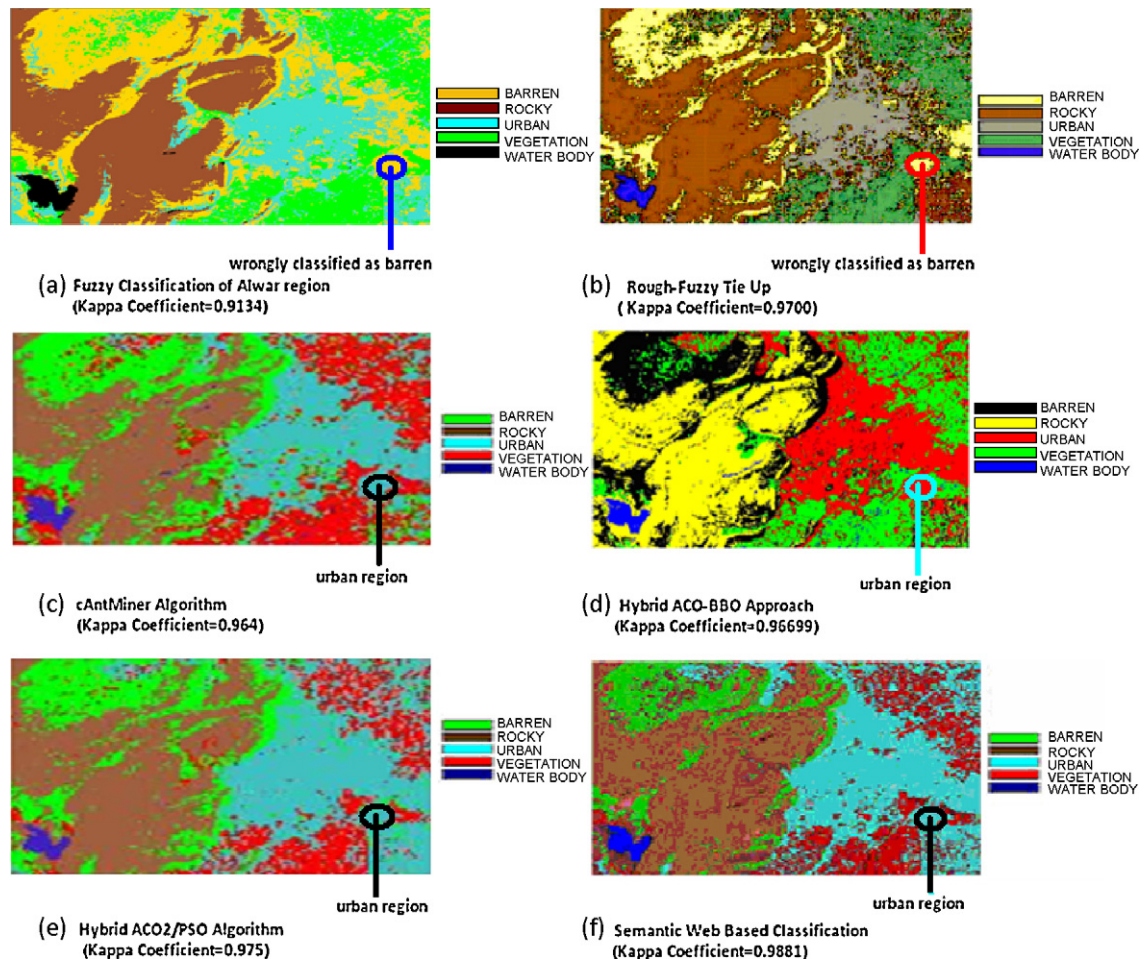 BARREN
ROCKY
URBAN
VEGETATION
WATER BODY
wrongly classified as barren
(a) Fuzzy Classification of Alwar region
(Kappa Coefficient=0.9134)
BARREN
ROCKY
URBAN
VEGETATION
WATER BODY
wrongly classified as barren
(b) Rough-Fuzzy Tie Up
( Kappa Coefficient=0.9700)
BARREN
ROCKY
URBAN
VEGETATION
WATER BODY
urban region
(c) cAntMiner Algorithm
(Kappa Coefficient=0.964)
BARREN
ROCKY
URBAN
VEGETATION
WATER BODY
urban region
(d) Hybrid ACO-BBO Approach
(Kappa Coefficient=0.96699)
BARREN
ROCKY
URBAN
VEGETATION
WATER BODY
urban region
(e) Hybrid ACO2/PSO Algorithm
(Kappa Coefficient=0.975)
BARREN
ROCKY
URBAN
VEGETATION
WATER BODY
urban region
(f) Semantic Web Based Classification
(Kappa Coefficient=0.9881)